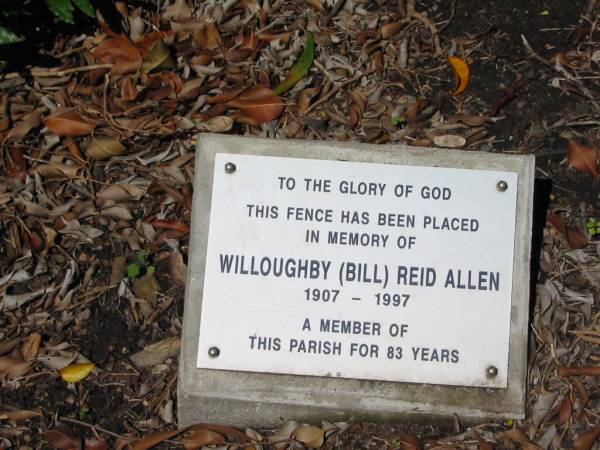 TO THE GLORY OF GOD
THIS FENCE HAS BEEN PLACED
IN MEMORY OF
WILLOUGHBY (BILL) REID ALLEN
1907 – 1997
A MEMBER OF
THIS PARISH FOR 83 YEARS